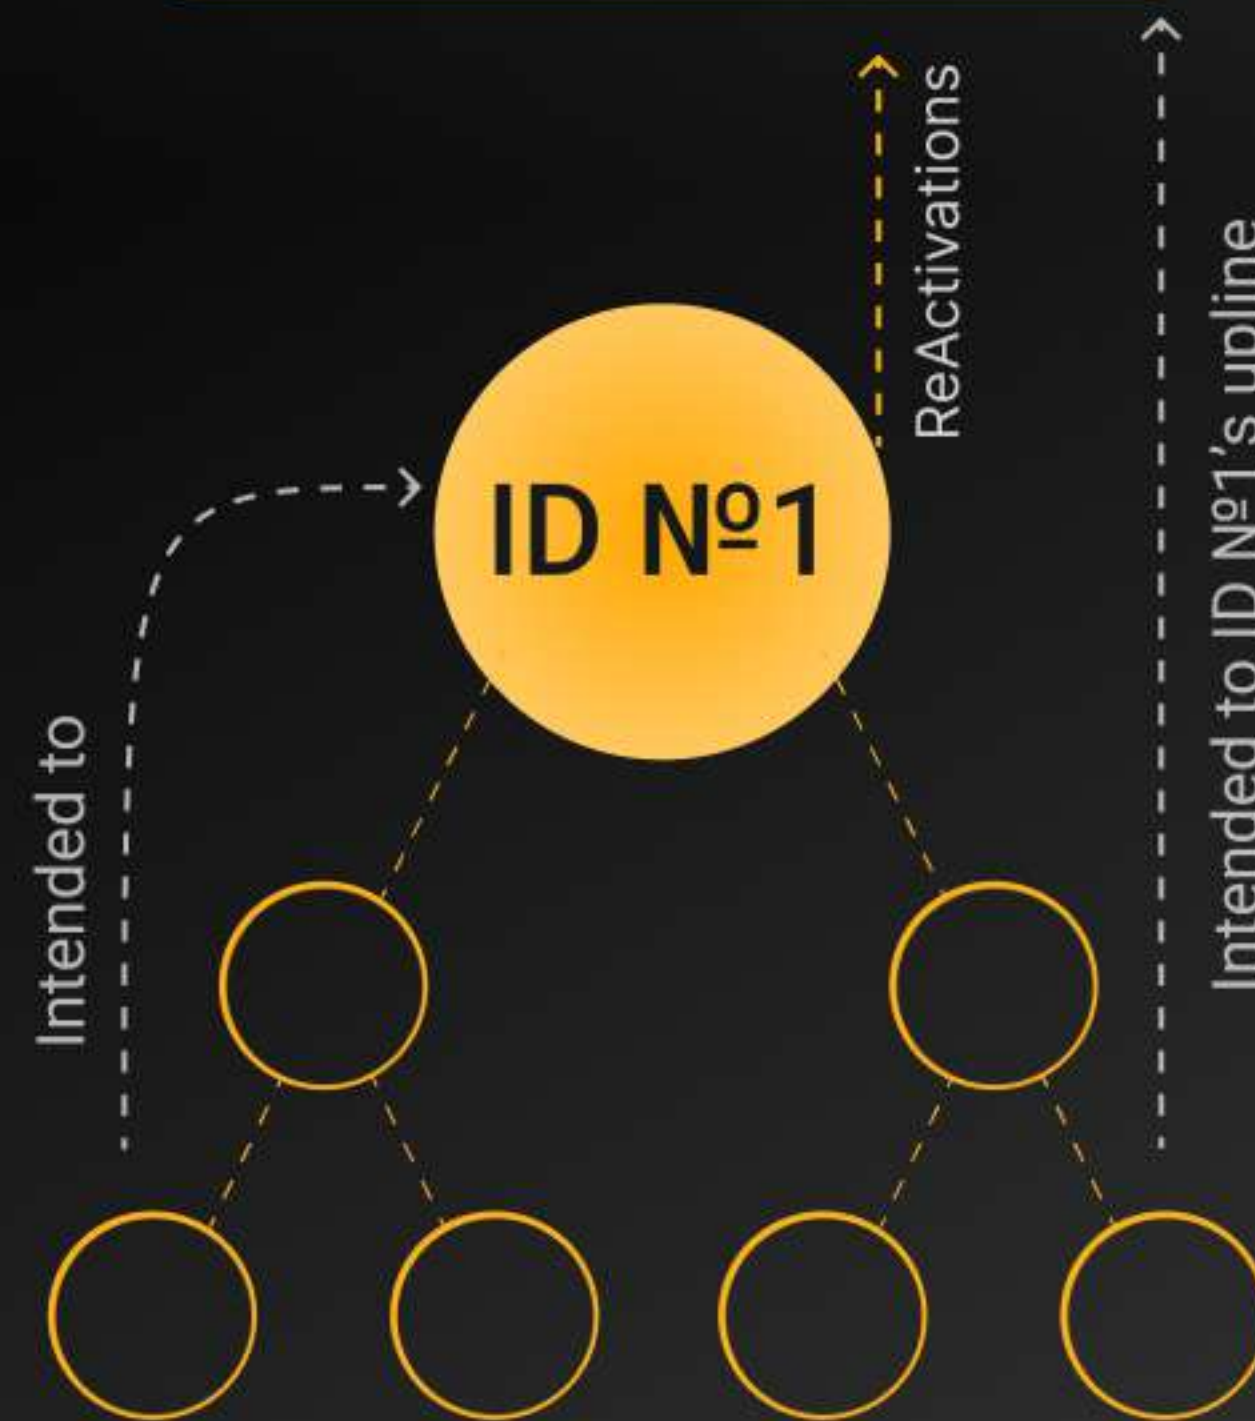 ReActivations
ID №1
Intended to
Intended to ID №1's upline